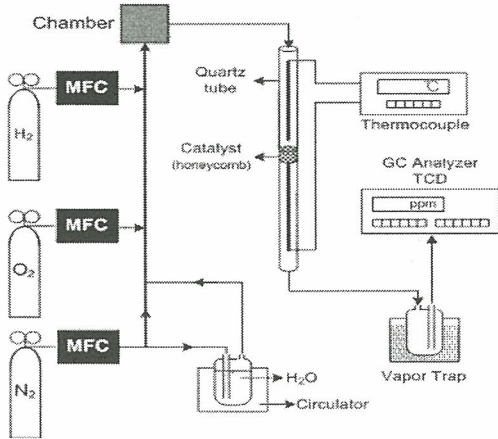 Chamber
MFC
H₂
Quartz
tube
℃
Thermocouple
Catalyst
(honeycomb)
GC Analyzer
TCD
ppm
MFC
O₂
MFC
N₂
H₂O
Circulator
Vapor Trap